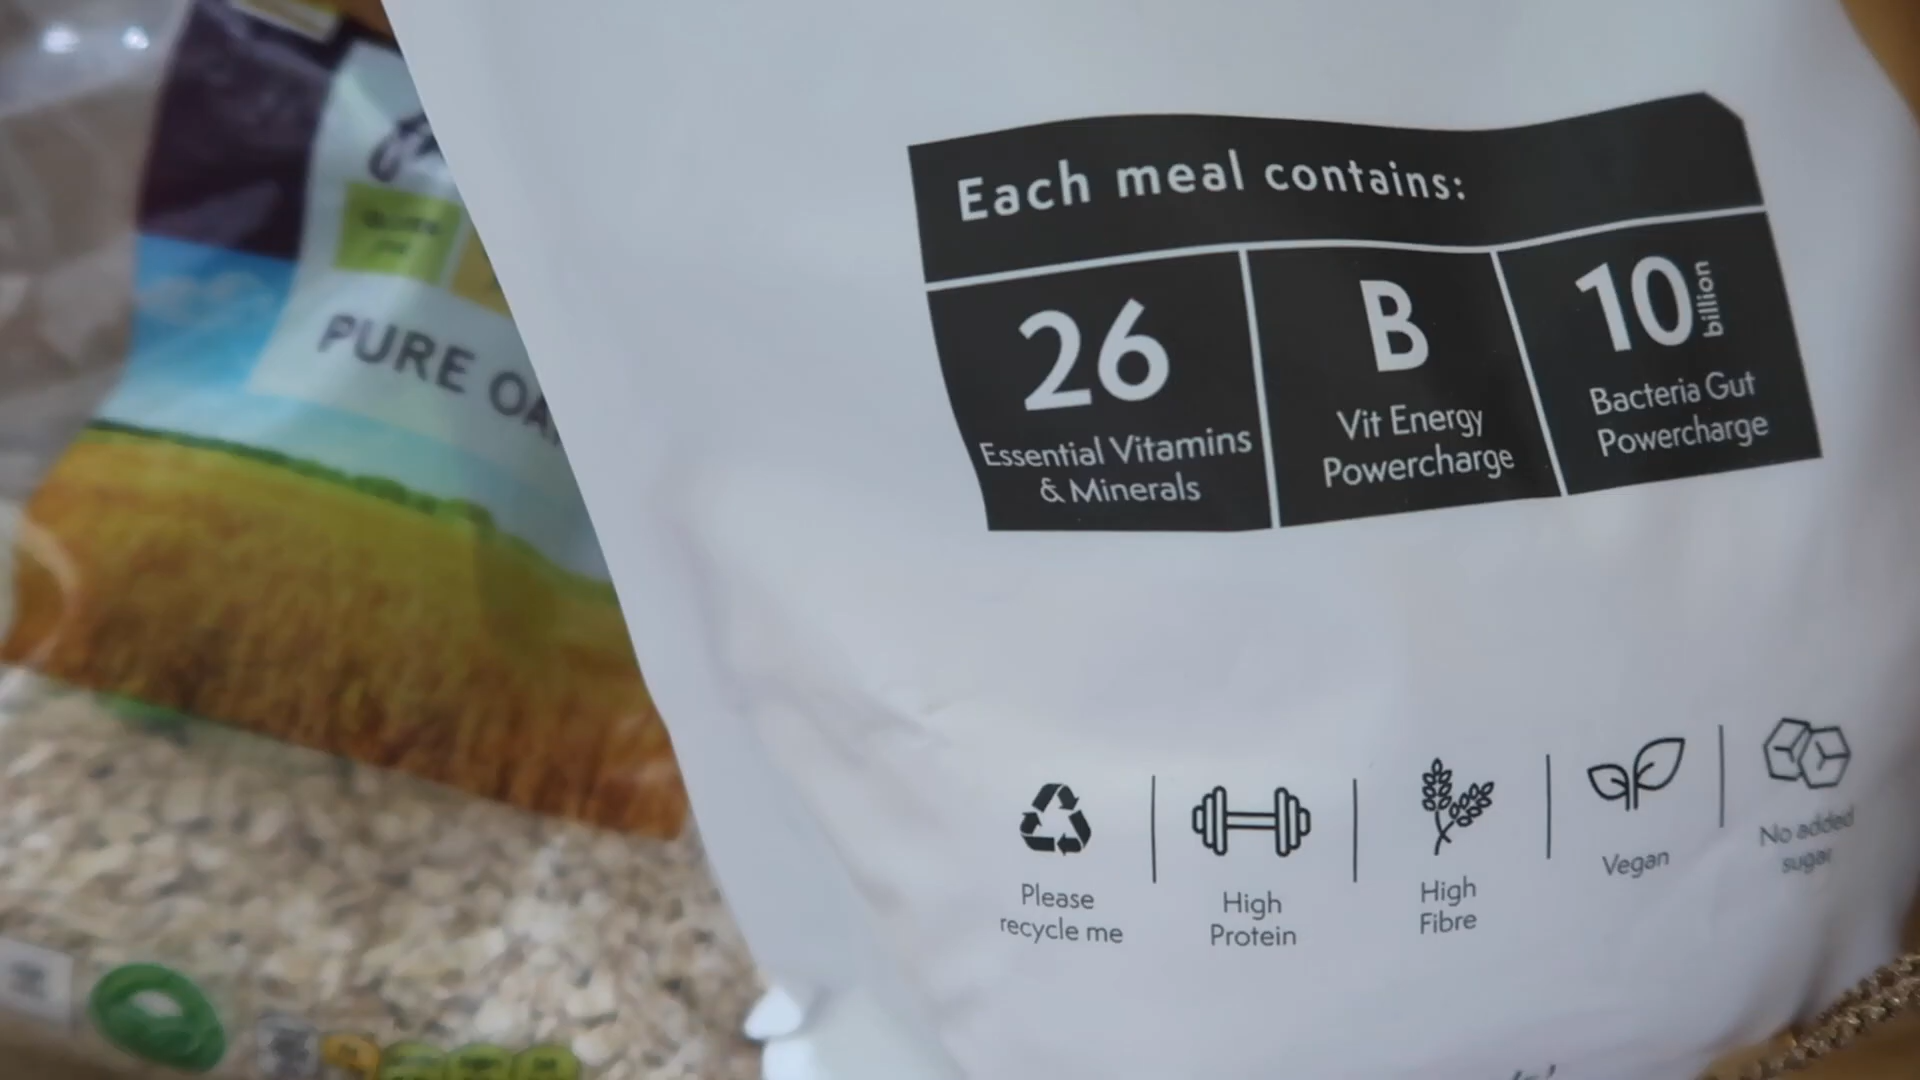 PURE OA
Each meal contains:
26
Essential Vitamins
& Minerals
B
Vit Energy
Powercharge
10 billion
Bacteria Gut
Powercharge
Please
recycle me
High
Protein
High
Fibre
Vegan
No added
sugar